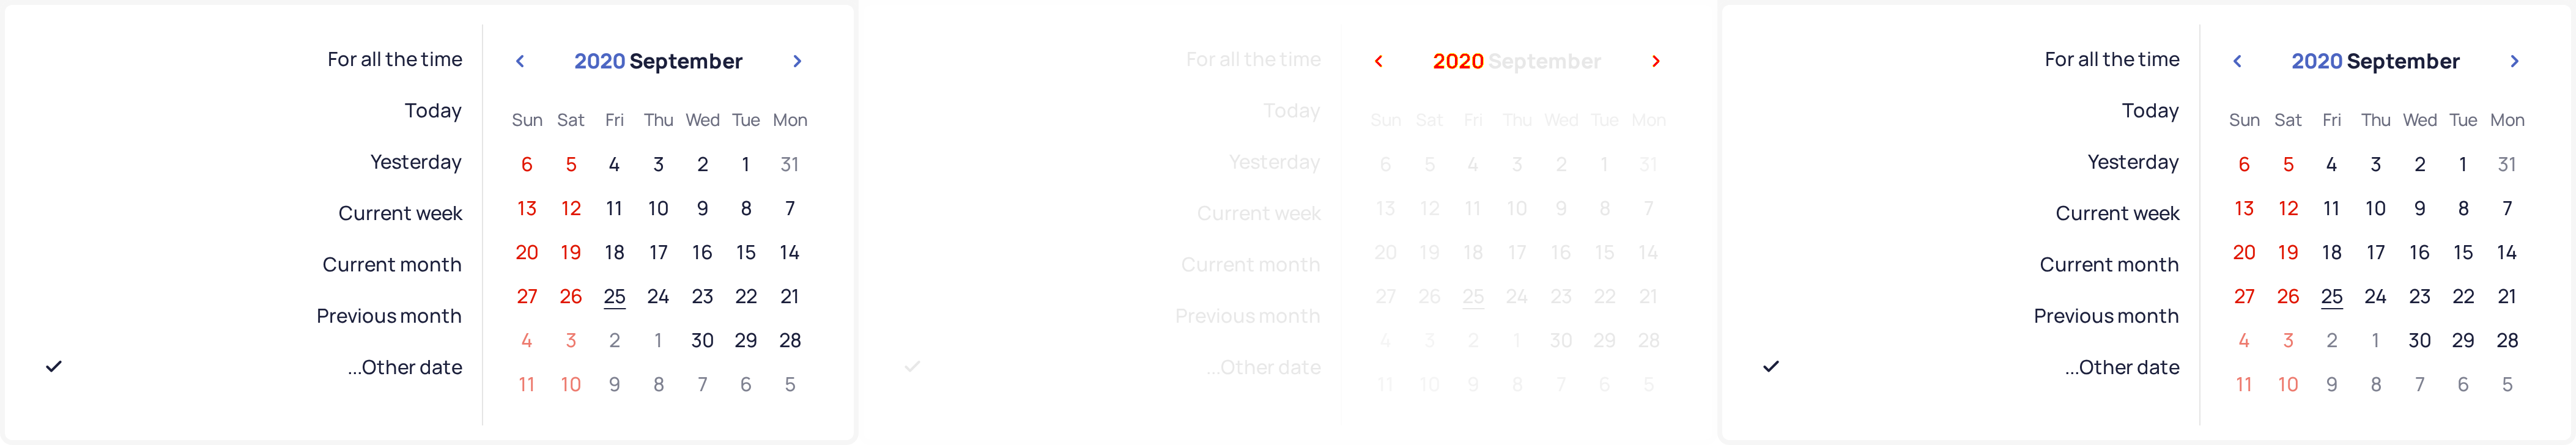 For all the time
Today
Yesterday
Current week
Current month
Previous month
...Other date
2020 September
Sun Sat Fri Thu Wed Tue Mon
6 5 4 3 2 1 31
13 12 11 10 9 8 7
20 19 18 17 16 15 14
27 26 25 24 23 22 21
4 3 2 1 30 29 28
11 10 9 8 7 6 5
For all the time
Today
Yesterday
Current week
Current month
Previous month
...Other date
2020 September
Sun Sat Fri Thu Wed Tue Mon
6 5 4 3 2 1 31
13 12 11 10 9 8 7
20 19 18 17 16 15 14
27 26 25 24 23 22 21
4 3 2 1 30 29 28
11 10 9 8 7 6 5
For all the time
Today
Yesterday
Current week
Current month
Previous month
...Other date
2020 September
Sun Sat Fri Thu Wed Tue Mon
6 5 4 3 2 1 31
13 12 11 10 9 8 7
20 19 18 17 16 15 14
27 26 25 24 23 22 21
4 3 2 1 30 29 28
11 10 9 8 7 6 5